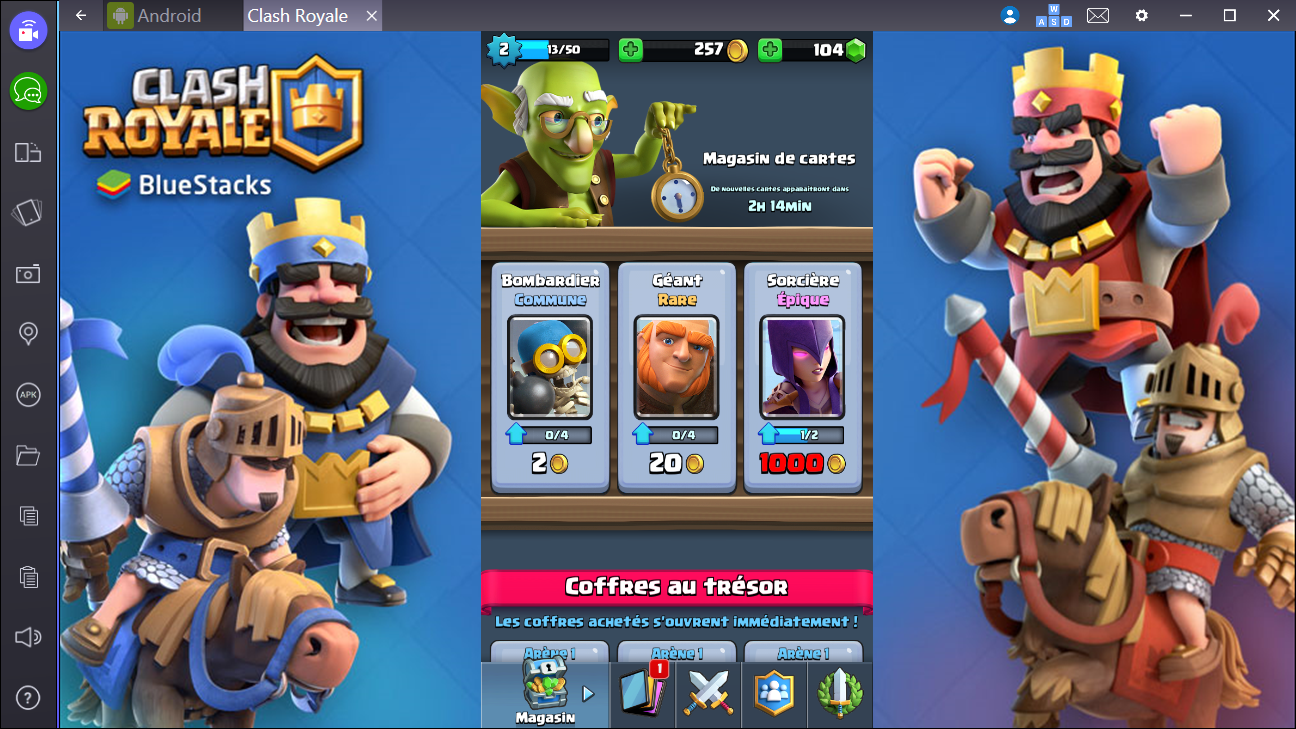 Android
Clash Royale
W
A S D
CLASH
ROYALE
BlueStacks
2
13/50
257
104
Magasin de cartes
De nouvelles cartes apparaîtront dans
2h 14min
Bombardier
Commune
0/4
2
Géant
Rare
0/4
20
Sorcière
Épique
1/2
1000
Coffres au trésor
Les coffres achetés s'ouvrent immédiatement !
Arène 1
Arène 1
Arène 1
Magasin
1
APK
?